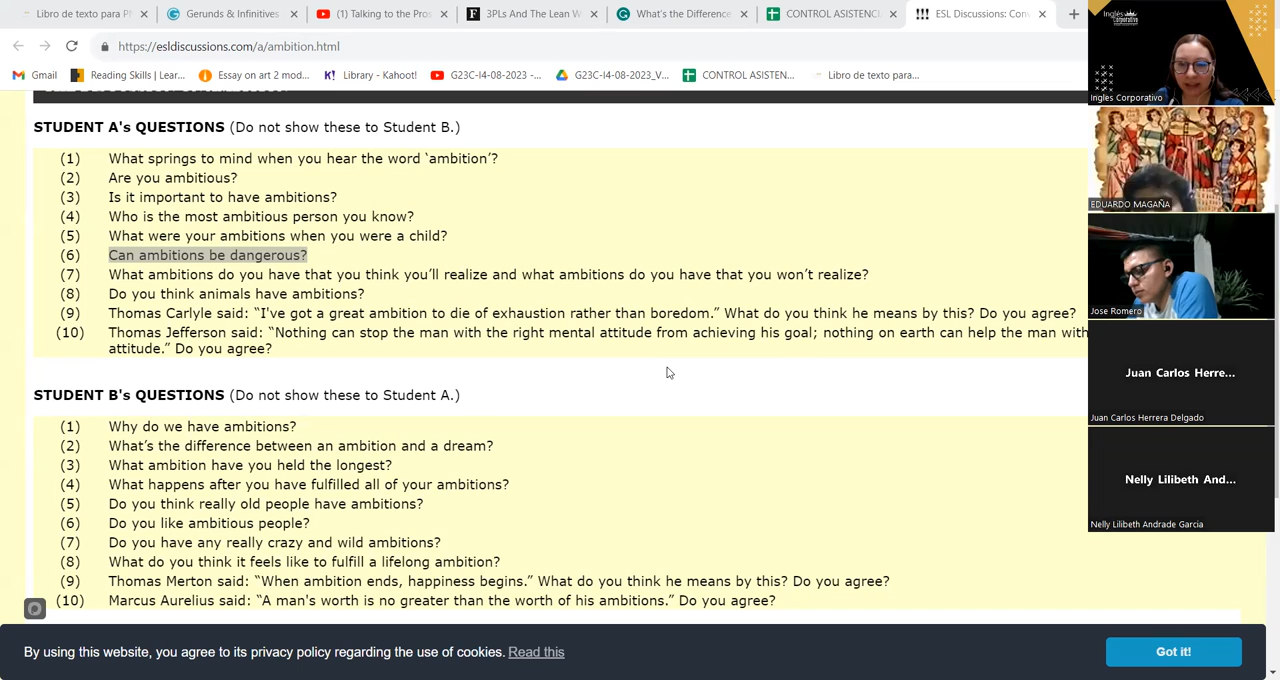 Libro de texto para Pr
Gerunds & Infinitives
(1) Talking to the Pros
3PLs And The Lean W
What's the Difference
CONTROL ASISTENCI
ESL Discussions: Con
https://esldiscussions.com/a/ambition.html
Gmail
Reading Skills | Lear...
Essay on art 2 mod...
Library - Kahoot!
G23C-I4-08-2023 -...
G23C-I4-08-2023_V...
CONTROL ASISTEN...
Libro de texto para...
STUDENT A's QUESTIONS (Do not show these to Student B.)
(1) What springs to mind when you hear the word ‘ambition’?
(2) Are you ambitious?
(3) Is it important to have ambitions?
(4) Who is the most ambitious person you know?
(5) What were your ambitions when you were a child?
(6) Can ambitions be dangerous?
(7) What ambitions do you have that you think you’ll realize and what ambitions do you have that you won’t realize?
(8) Do you think animals have ambitions?
(9) Thomas Carlyle said: “I've got a great ambition to die of exhaustion rather than boredom.” What do you think he means by this? Do you agree?
(10) Thomas Jefferson said: “Nothing can stop the man with the right mental attitude from achieving his goal; nothing on earth can help the man with
attitude.” Do you agree?
STUDENT B's QUESTIONS (Do not show these to Student A.)
(1) Why do we have ambitions?
(2) What’s the difference between an ambition and a dream?
(3) What ambition have you held the longest?
(4) What happens after you have fulfilled all of your ambitions?
(5) Do you think really old people have ambitions?
(6) Do you like ambitious people?
(7) Do you have any really crazy and wild ambitions?
(8) What do you think it feels like to fulfill a lifelong ambition?
(9) Thomas Merton said: “When ambition ends, happiness begins.” What do you think he means by this? Do you agree?
(10) Marcus Aurelius said: “A man's worth is no greater than the worth of his ambitions.” Do you agree?
By using this website, you agree to its privacy policy regarding the use of cookies. Read this
Got it!
Inglés
Corporativo
Ingles Corporativo
EDUARDO MAGAÑA
Jose Romero
Juan Carlos Herre...
Juan Carlos Herrera Delgado
Nelly Lilibeth And...
Nelly Lilibeth Andrade Garcia